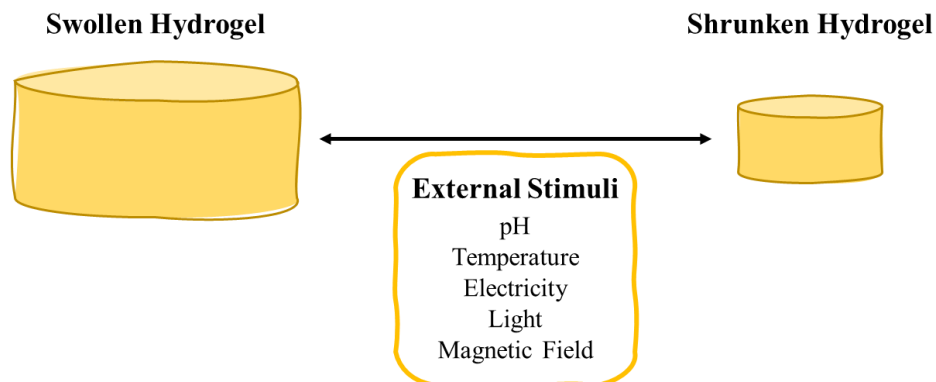 Swollen Hydrogel
Shrunken Hydrogel
External Stimuli
pH
Temperature
Electricity
Light
Magnetic Field